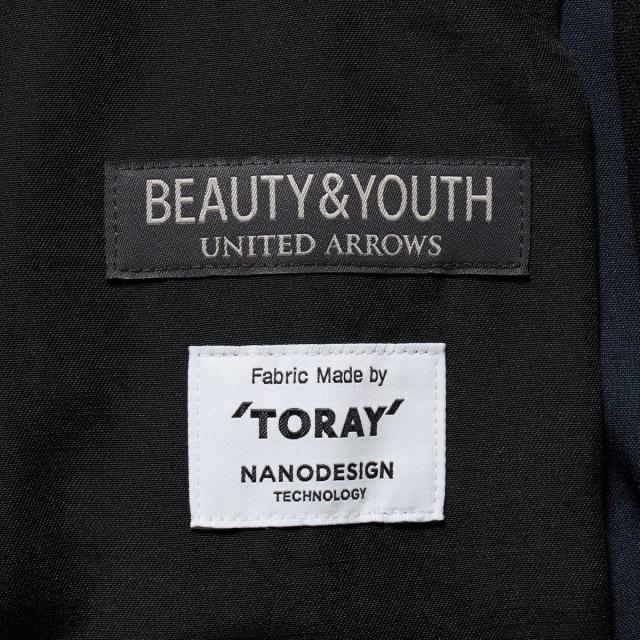 BEAUTY&YOUTH
UNITED ARROWS
Fabric Made by
'TORAY'
NANODESIGN
TECHNOLOGY